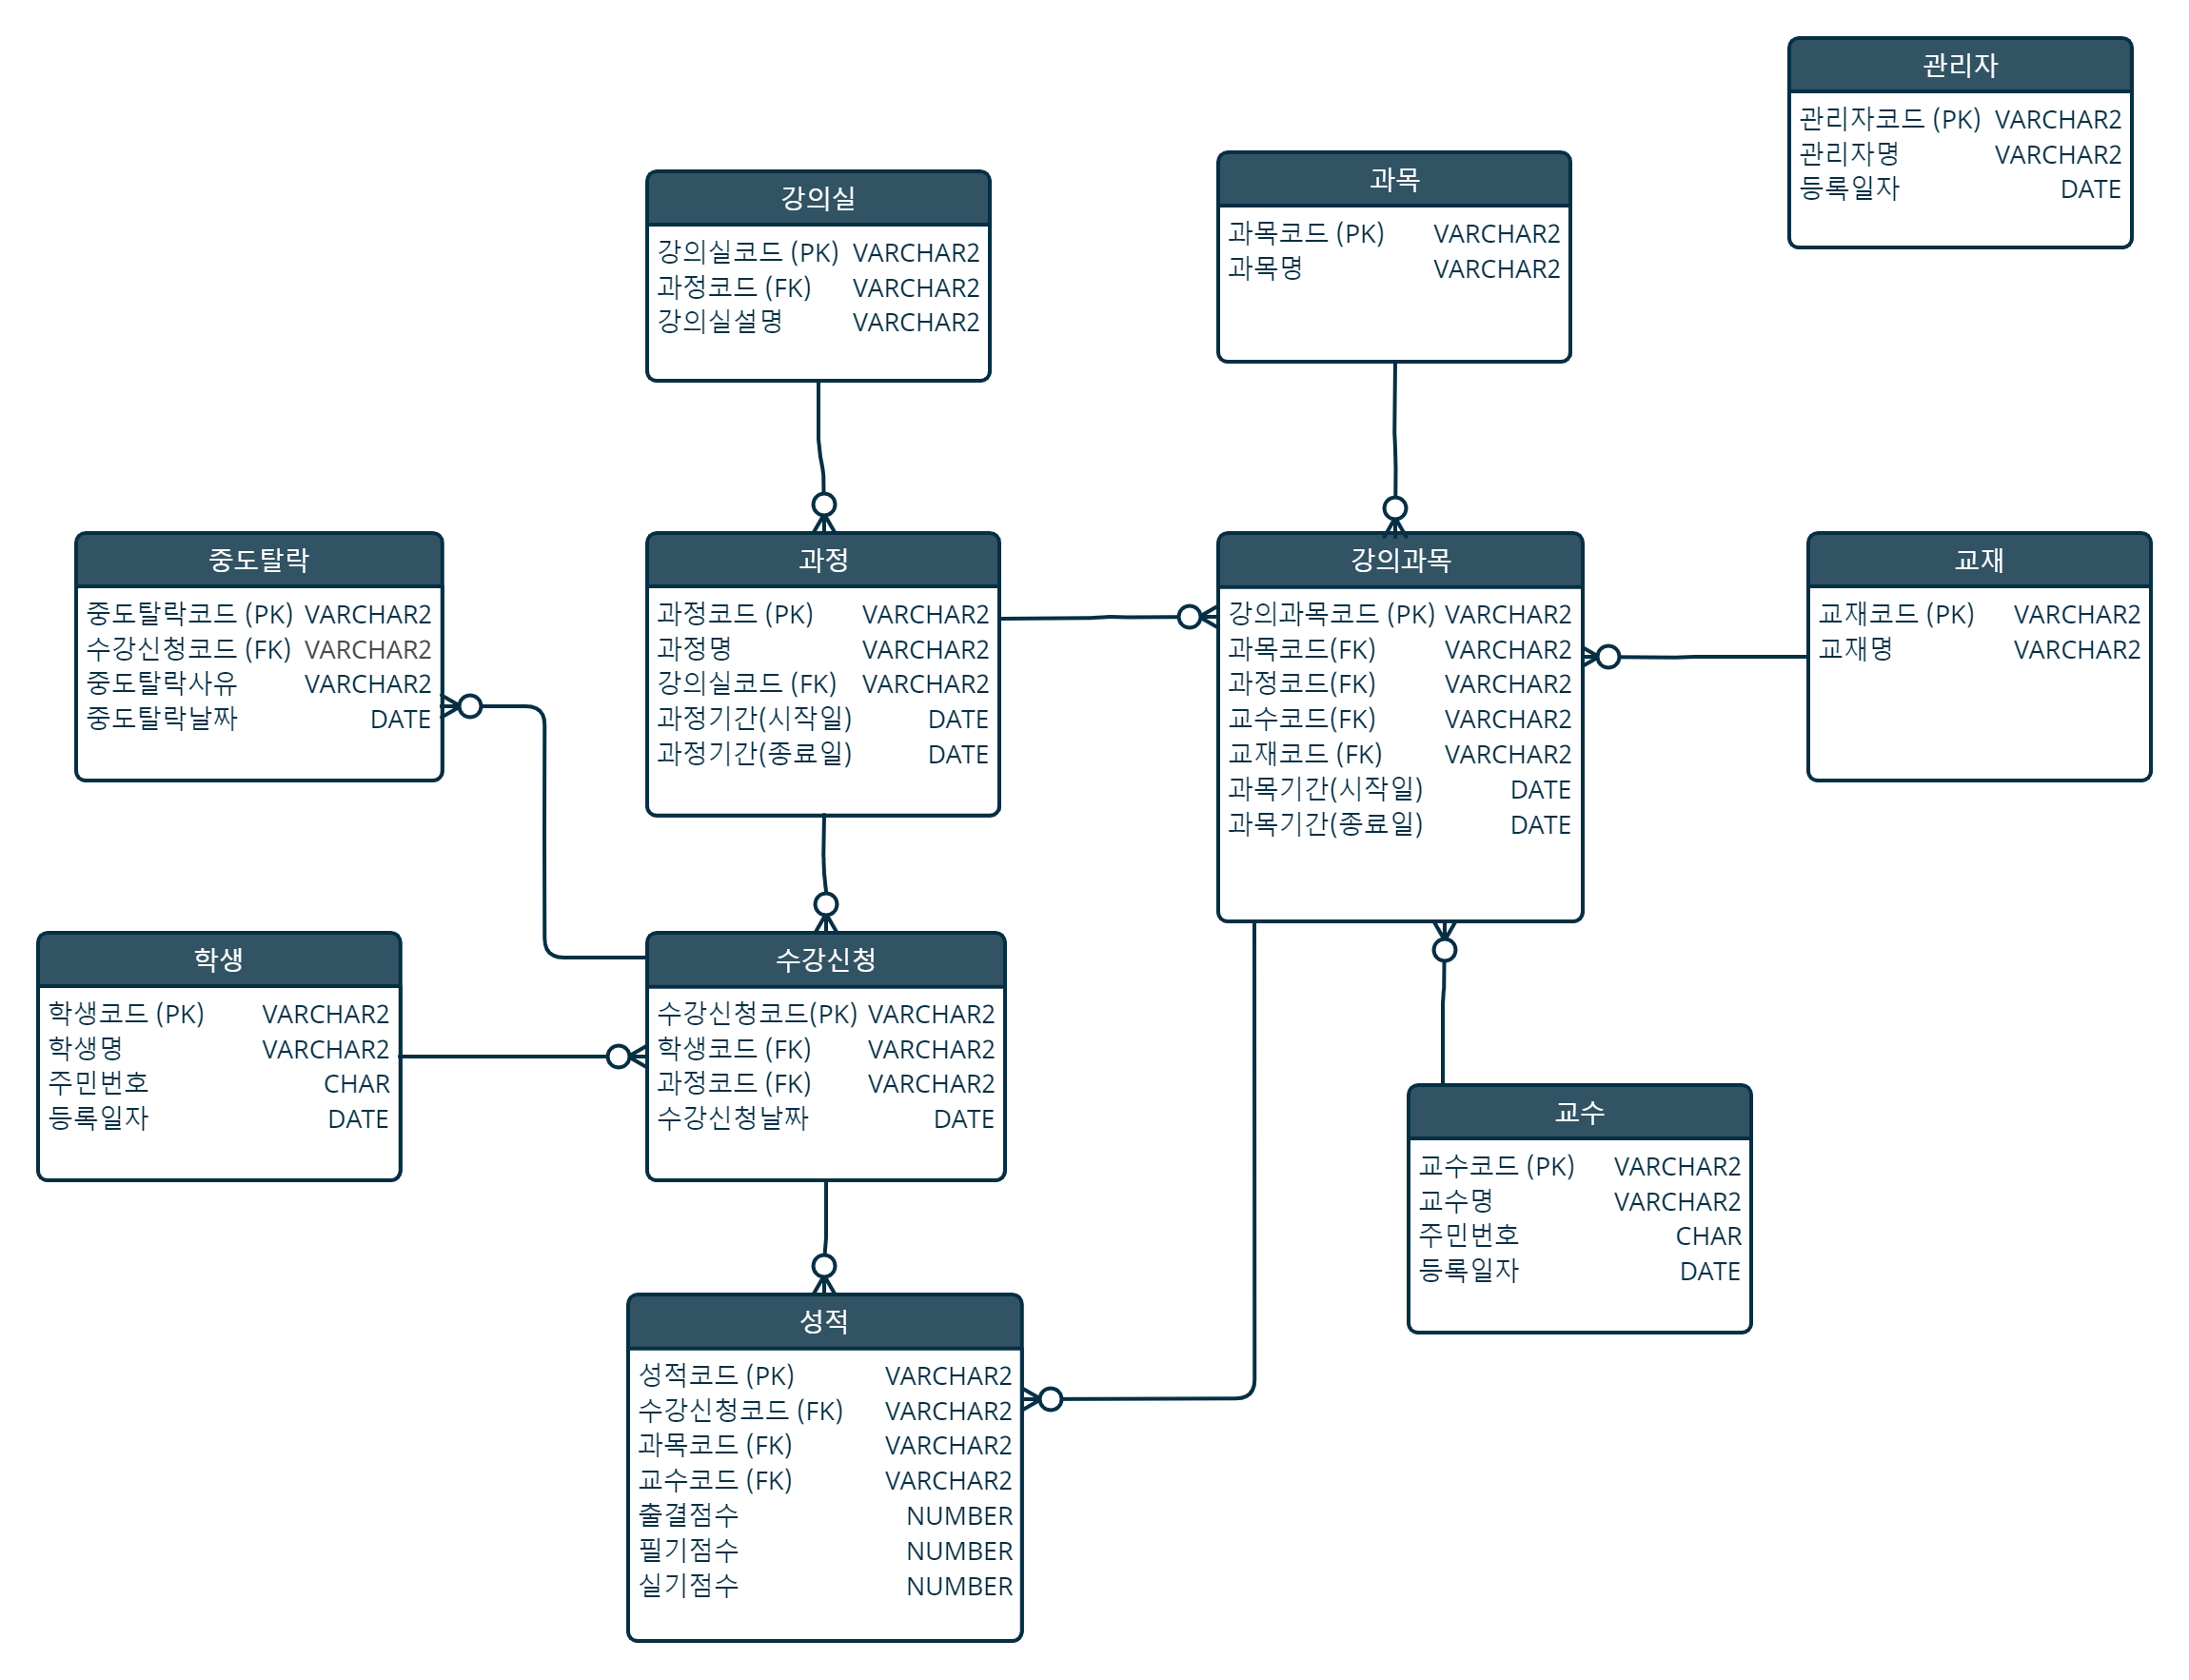 관리자
관리자코드 (PK) VARCHAR2
관리자명 VARCHAR2
등록일자 DATE
강의실
강의실코드 (PK) VARCHAR2
과정코드 (FK) VARCHAR2
강의실설명 VARCHAR2
과목
과목코드 (PK) VARCHAR2
과목명 VARCHAR2
중도탈락
중도탈락코드 (PK) VARCHAR2
수강신청코드 (FK) VARCHAR2
중도탈락사유 VARCHAR2
중도탈락날짜 DATE
과정
과정코드 (PK) VARCHAR2
과정명 VARCHAR2
강의실코드 (FK) VARCHAR2
과정기간(시작일) DATE
과정기간(종료일) DATE
강의과목
강의과목코드 (PK) VARCHAR2
과목코드(FK) VARCHAR2
과정코드(FK) VARCHAR2
교수코드(FK) VARCHAR2
교재코드 (FK) VARCHAR2
과목기간(시작일) DATE
과목기간(종료일) DATE
교재
교재코드 (PK) VARCHAR2
교재명 VARCHAR2
학생
학생코드 (PK) VARCHAR2
학생명 VARCHAR2
주민번호 CHAR
등록일자 DATE
수강신청
수강신청코드(PK) VARCHAR2
학생코드 (FK) VARCHAR2
과정코드 (FK) VARCHAR2
수강신청날짜 DATE
교수
교수코드 (PK) VARCHAR2
교수명 VARCHAR2
주민번호 CHAR
등록일자 DATE
성적
성적코드 (PK) VARCHAR2
수강신청코드 (FK) VARCHAR2
과목코드 (FK) VARCHAR2
교수코드 (FK) VARCHAR2
출결점수 NUMBER
필기점수 NUMBER
실기점수 NUMBER